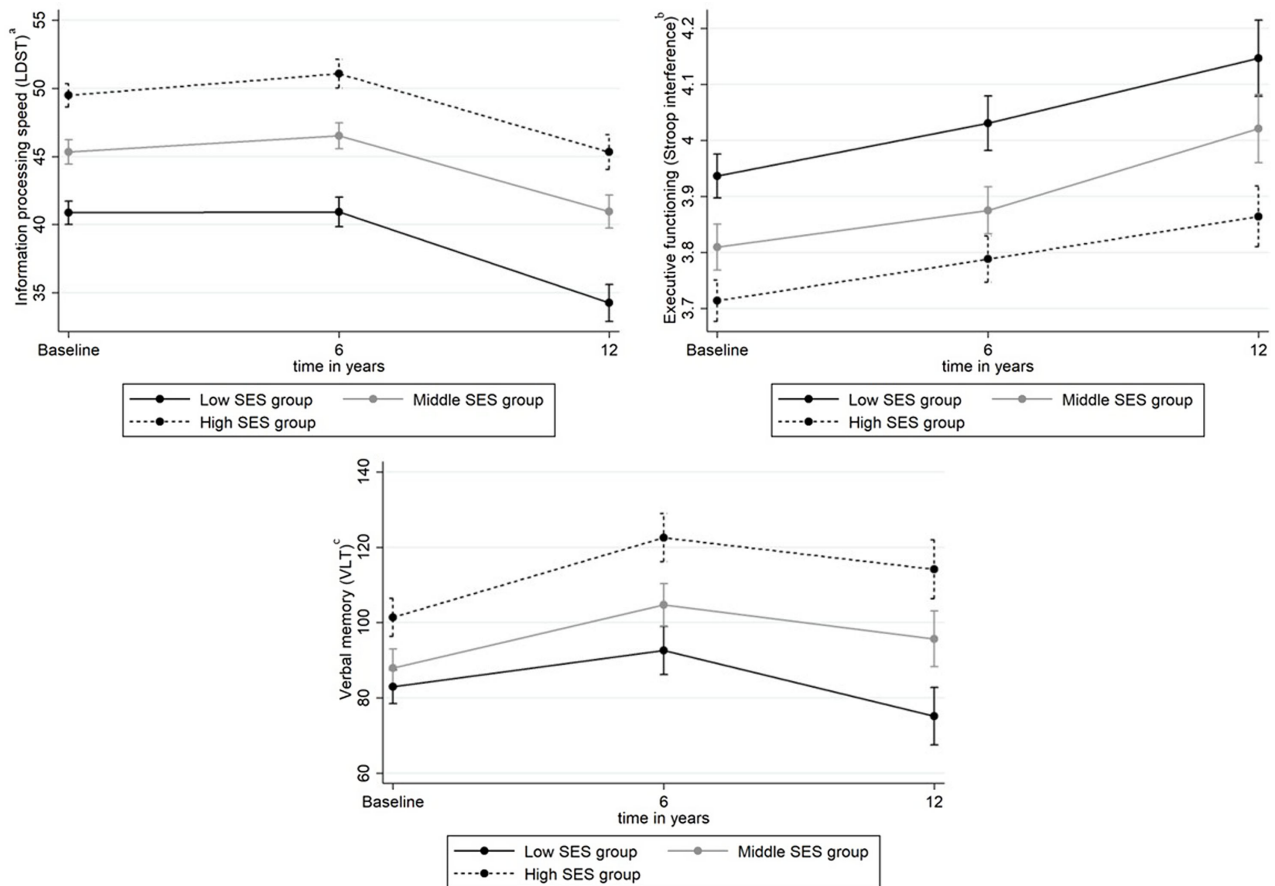 Information processing speed (LDST)a
55
50
45
40
35
Baseline 6 12
time in years
Low SES group Middle SES group
High SES group
Executive functioning (Stroop interference)b
4.2
4.1
4
3.9
3.8
3.7
Baseline 6 12
time in years
Low SES group Middle SES group
High SES group
Verbal memory (VLT)c
140
120
100
80
60
Baseline 6 12
time in years
Low SES group Middle SES group
High SES group